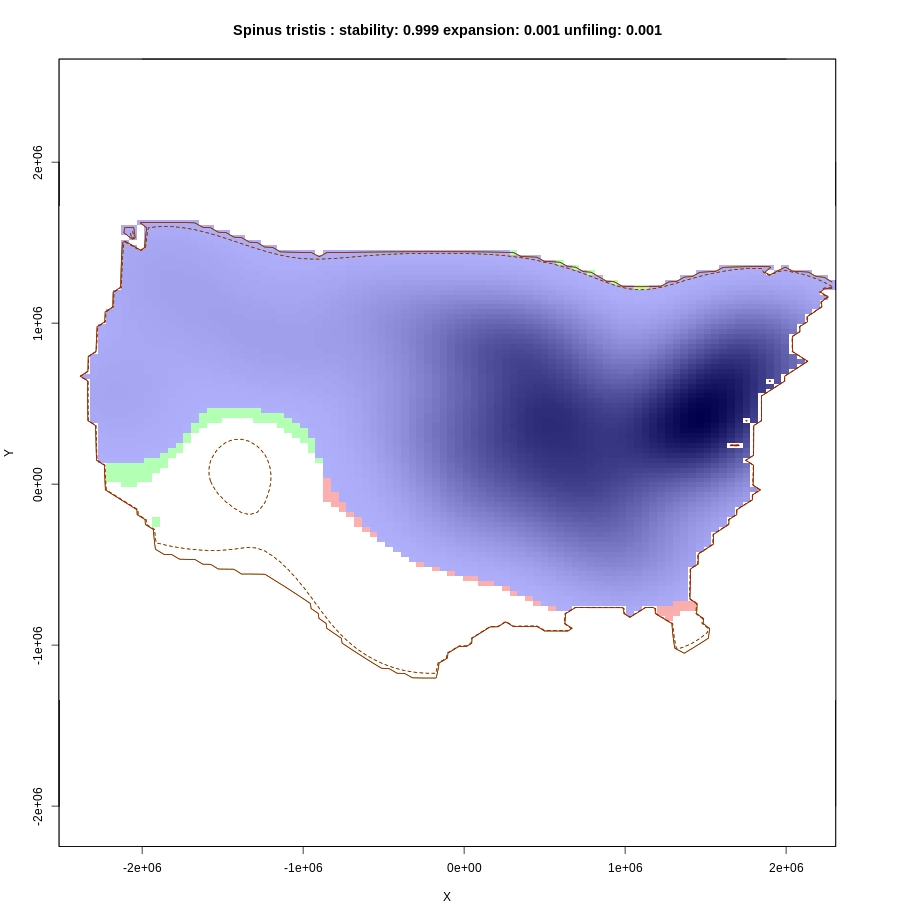 Spinus tristis : stability: 0.999 expansion: 0.001 unfiling: 0.001
2e+06
1e+06
0e+00
-1e+06
-2e+06
Y
-2e+06 -1e+06 0e+00 1e+06 2e+06
X